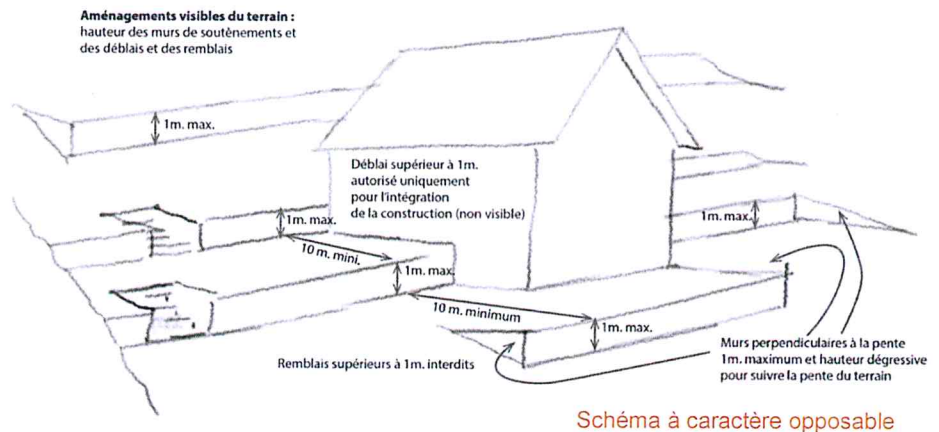 Aménagements visibles du terrain :
hauteur des murs de soutènements et
des déblais et des remblais
1m. max.
Déblai supérieur à 1m.
autorisé uniquement
pour l'intégration
de la construction (non visible)
1m. max.
1m. max.
10 m. mini.
1m. max.
10 m. minimum
1m. max.
Remblais supérieurs à 1m. interdits
Murs perpendiculaires à la pente
1m. maximum et hauteur dégressive
pour suivre la pente du terrain
Schéma à caractère opposable